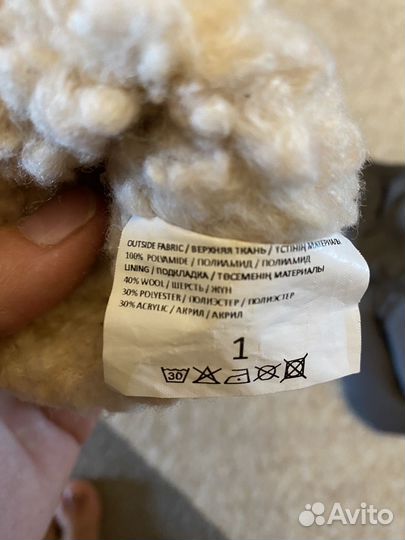 OUTSIDE FABRIC / ВЕРХНЯЯ ТКАНЬ / ҮСТІНІҢ МАТЕРИАЛЫ
100% POLYAMIDE / ПОЛИАМИД / ПОЛИАМИД
LINING / ПОДКЛАДКА / ТӨСЕМЕНІҢ МАТЕРИАЛЫ
40% WOOL / ШЕРСТЬ / ЖҮН
30% POLYESTER / ПОЛИЭСТЕР / ПОЛИЭСТЕР
30% ACRYLIC / АКРИЛ / АКРИЛ
1
30
Avito